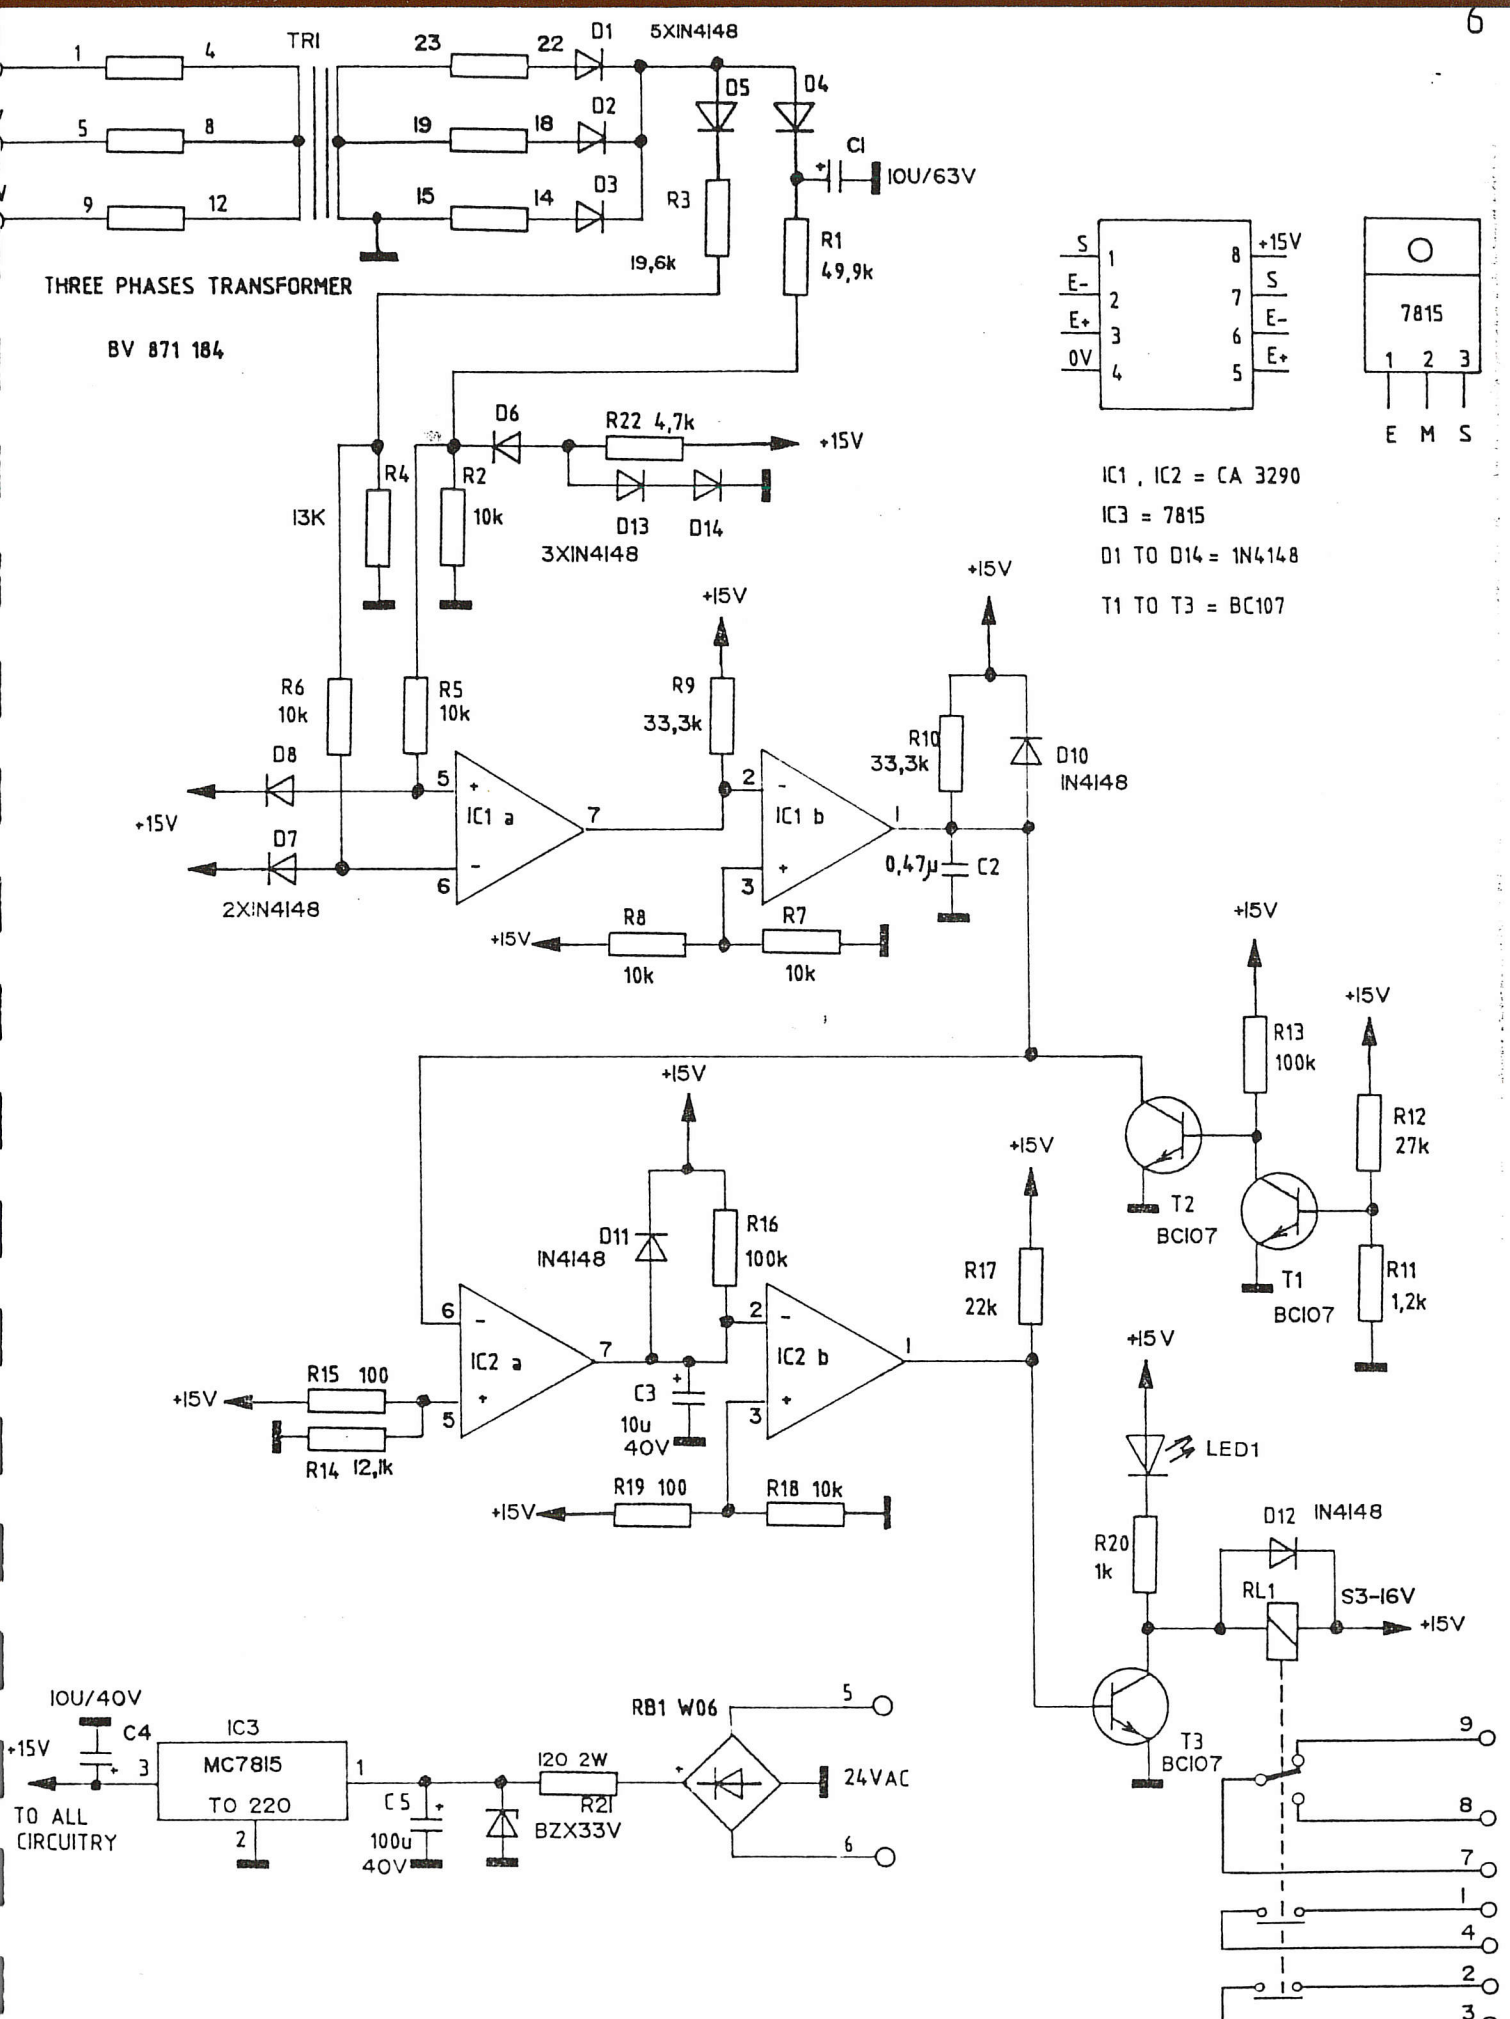 6
TR1
1
4
5
8
9
12
23
22
D1
5XIN4148
19
18
D2
15
14
D3
D5
D4
C1
+
10U/63V
R3
19,6k
R1
49,9k
THREE PHASES TRANSFORMER
BV 871 184
S
1
8
+15V
E-
2
7
S
E+
3
6
E-
0V
4
5
E+
7815
1 2 3
E M S
IC1 , IC2 = CA 3290
IC3 = 7815
D1 TO D14 = 1N4148
T1 TO T3 = BC107
D6
R22 4,7k
+15V
R4
13K
R2
10k
D13
D14
3XIN4148
R6
10k
R5
10k
D8
+15V
D7
2XIN4148
5
+
IC1 a
7
-
6
+15V
R9
33,3k
2
-
IC1 b
1
+
3
+15V
R8
10k
R7
10k
+15V
R10
33,3k
D10
IN4148
0,47µ
C2
+15V
R13
100k
+15V
R12
27k
T2
BC107
T1
BC107
R11
1,2k
+15V
D11
IN4148
R16
100k
6
-
IC2 a
7
+
5
+15V
R15 100
R14 12,1k
C3
+
10u
40V
2
-
IC2 b
1
+
3
+15V
R19 100
R18 10k
+15V
R17
22k
+15V
LED1
R20
1k
D12 IN4148
RL1
S3-16V
+15V
T3
BC107
10U/40V
C4
+
+15V
TO ALL
CIRCUITRY
IC3
3
MC7815
TO 220
1
2
C5
+
100u
40V
120 2W
R21
BZX33V
RB1 W06
+
5
24VAC
6
9
8
7
1
4
2
3